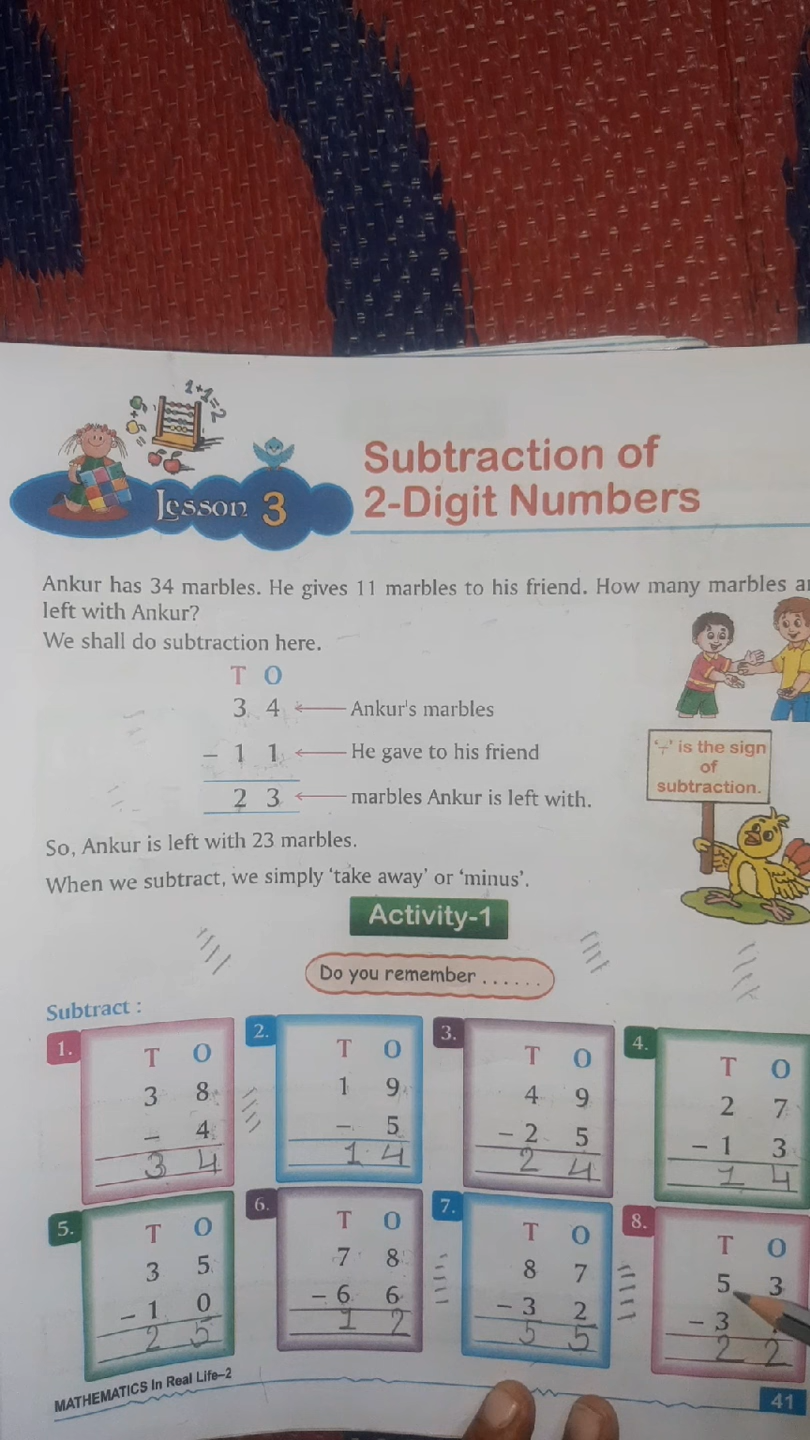 1+1=2
Lesson 3
Subtraction of
2-Digit Numbers
Ankur has 34 marbles. He gives 11 marbles to his friend. How many marbles
left with Ankur?
We shall do subtraction here.
T O
3 4 ← Ankur's marbles
- 1 1 ← He gave to his friend
2 3 ← marbles Ankur is left with.
'-' is the sign
of
subtraction.
So, Ankur is left with 23 marbles.
When we subtract, we simply 'take away' or 'minus'.
Activity-1
Do you remember ......
Subtract :
1.
T O
3 8
- 4
3 4
2.
T O
1 9
- 5
1 4
3.
T O
4 9
- 2 5
2 4
4.
T O
2 7
- 1 3
1 4
5.
T O
3 5
- 1 0
2 5
6.
T O
7 8
- 6 6
1 2
7.
T O
8 7
- 3 2
5 5
8.
T O
5 3
- 3
2 2
MATHEMATICS In Real Life-2
41